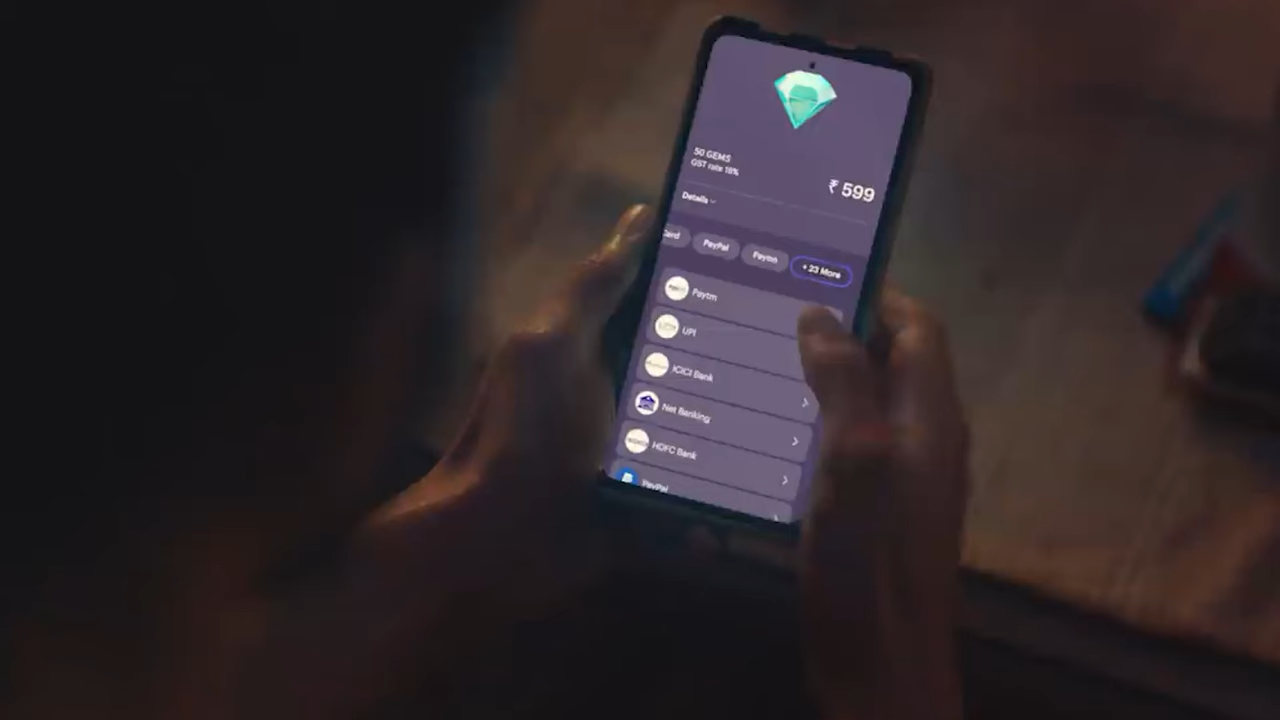 50 GEMS
GST rate 18%
₹ 599
Details
Card
PayPal
Paytm
+ 23 More
Paytm
UPI
ICICI Bank
Net Banking
HDFC Bank
PayPal